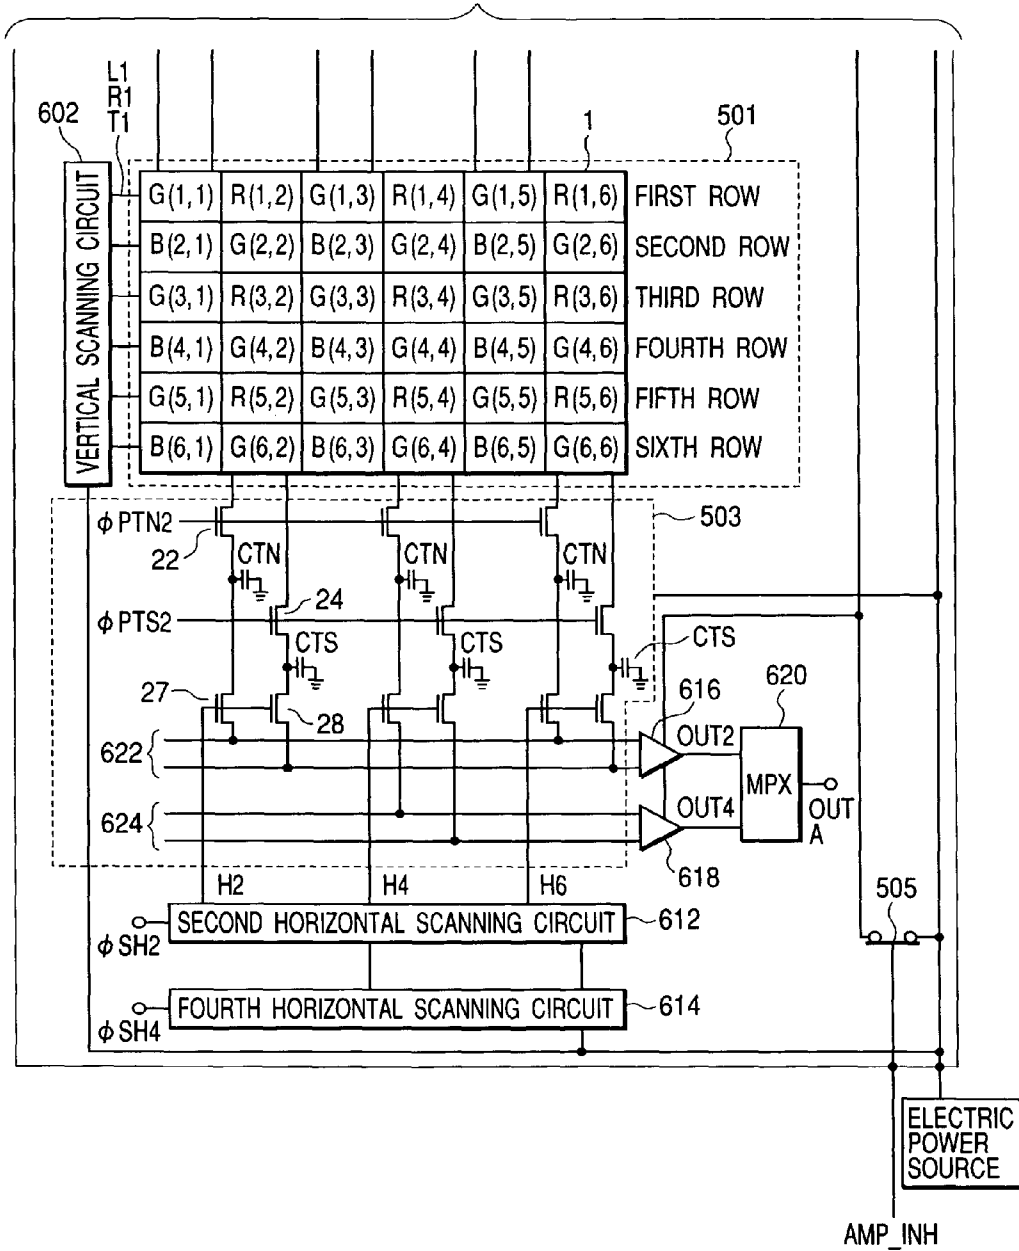 L1
R1
T1
602
1
501
VERTICAL SCANNING CIRCUIT
G(1,1) R(1,2) G(1,3) R(1,4) G(1,5) R(1,6) FIRST ROW
B(2,1) G(2,2) B(2,3) G(2,4) B(2,5) G(2,6) SECOND ROW
G(3,1) R(3,2) G(3,3) R(3,4) G(3,5) R(3,6) THIRD ROW
B(4,1) G(4,2) B(4,3) G(4,4) B(4,5) G(4,6) FOURTH ROW
G(5,1) R(5,2) G(5,3) R(5,4) G(5,5) R(5,6) FIFTH ROW
B(6,1) G(6,2) B(6,3) G(6,4) B(6,5) G(6,6) SIXTH ROW
ϕPTN2
503
22
CTN
CTN
CTN
24
ϕPTS2
CTS
CTS
CTS
27
28
616
620
622
OUT2
MPX
OUT
A
624
OUT4
618
H2
H4
H6
505
SECOND HORIZONTAL SCANNING CIRCUIT
612
ϕSH2
FOURTH HORIZONTAL SCANNING CIRCUIT
614
ϕSH4
ELECTRIC
POWER
SOURCE
AMP_INH